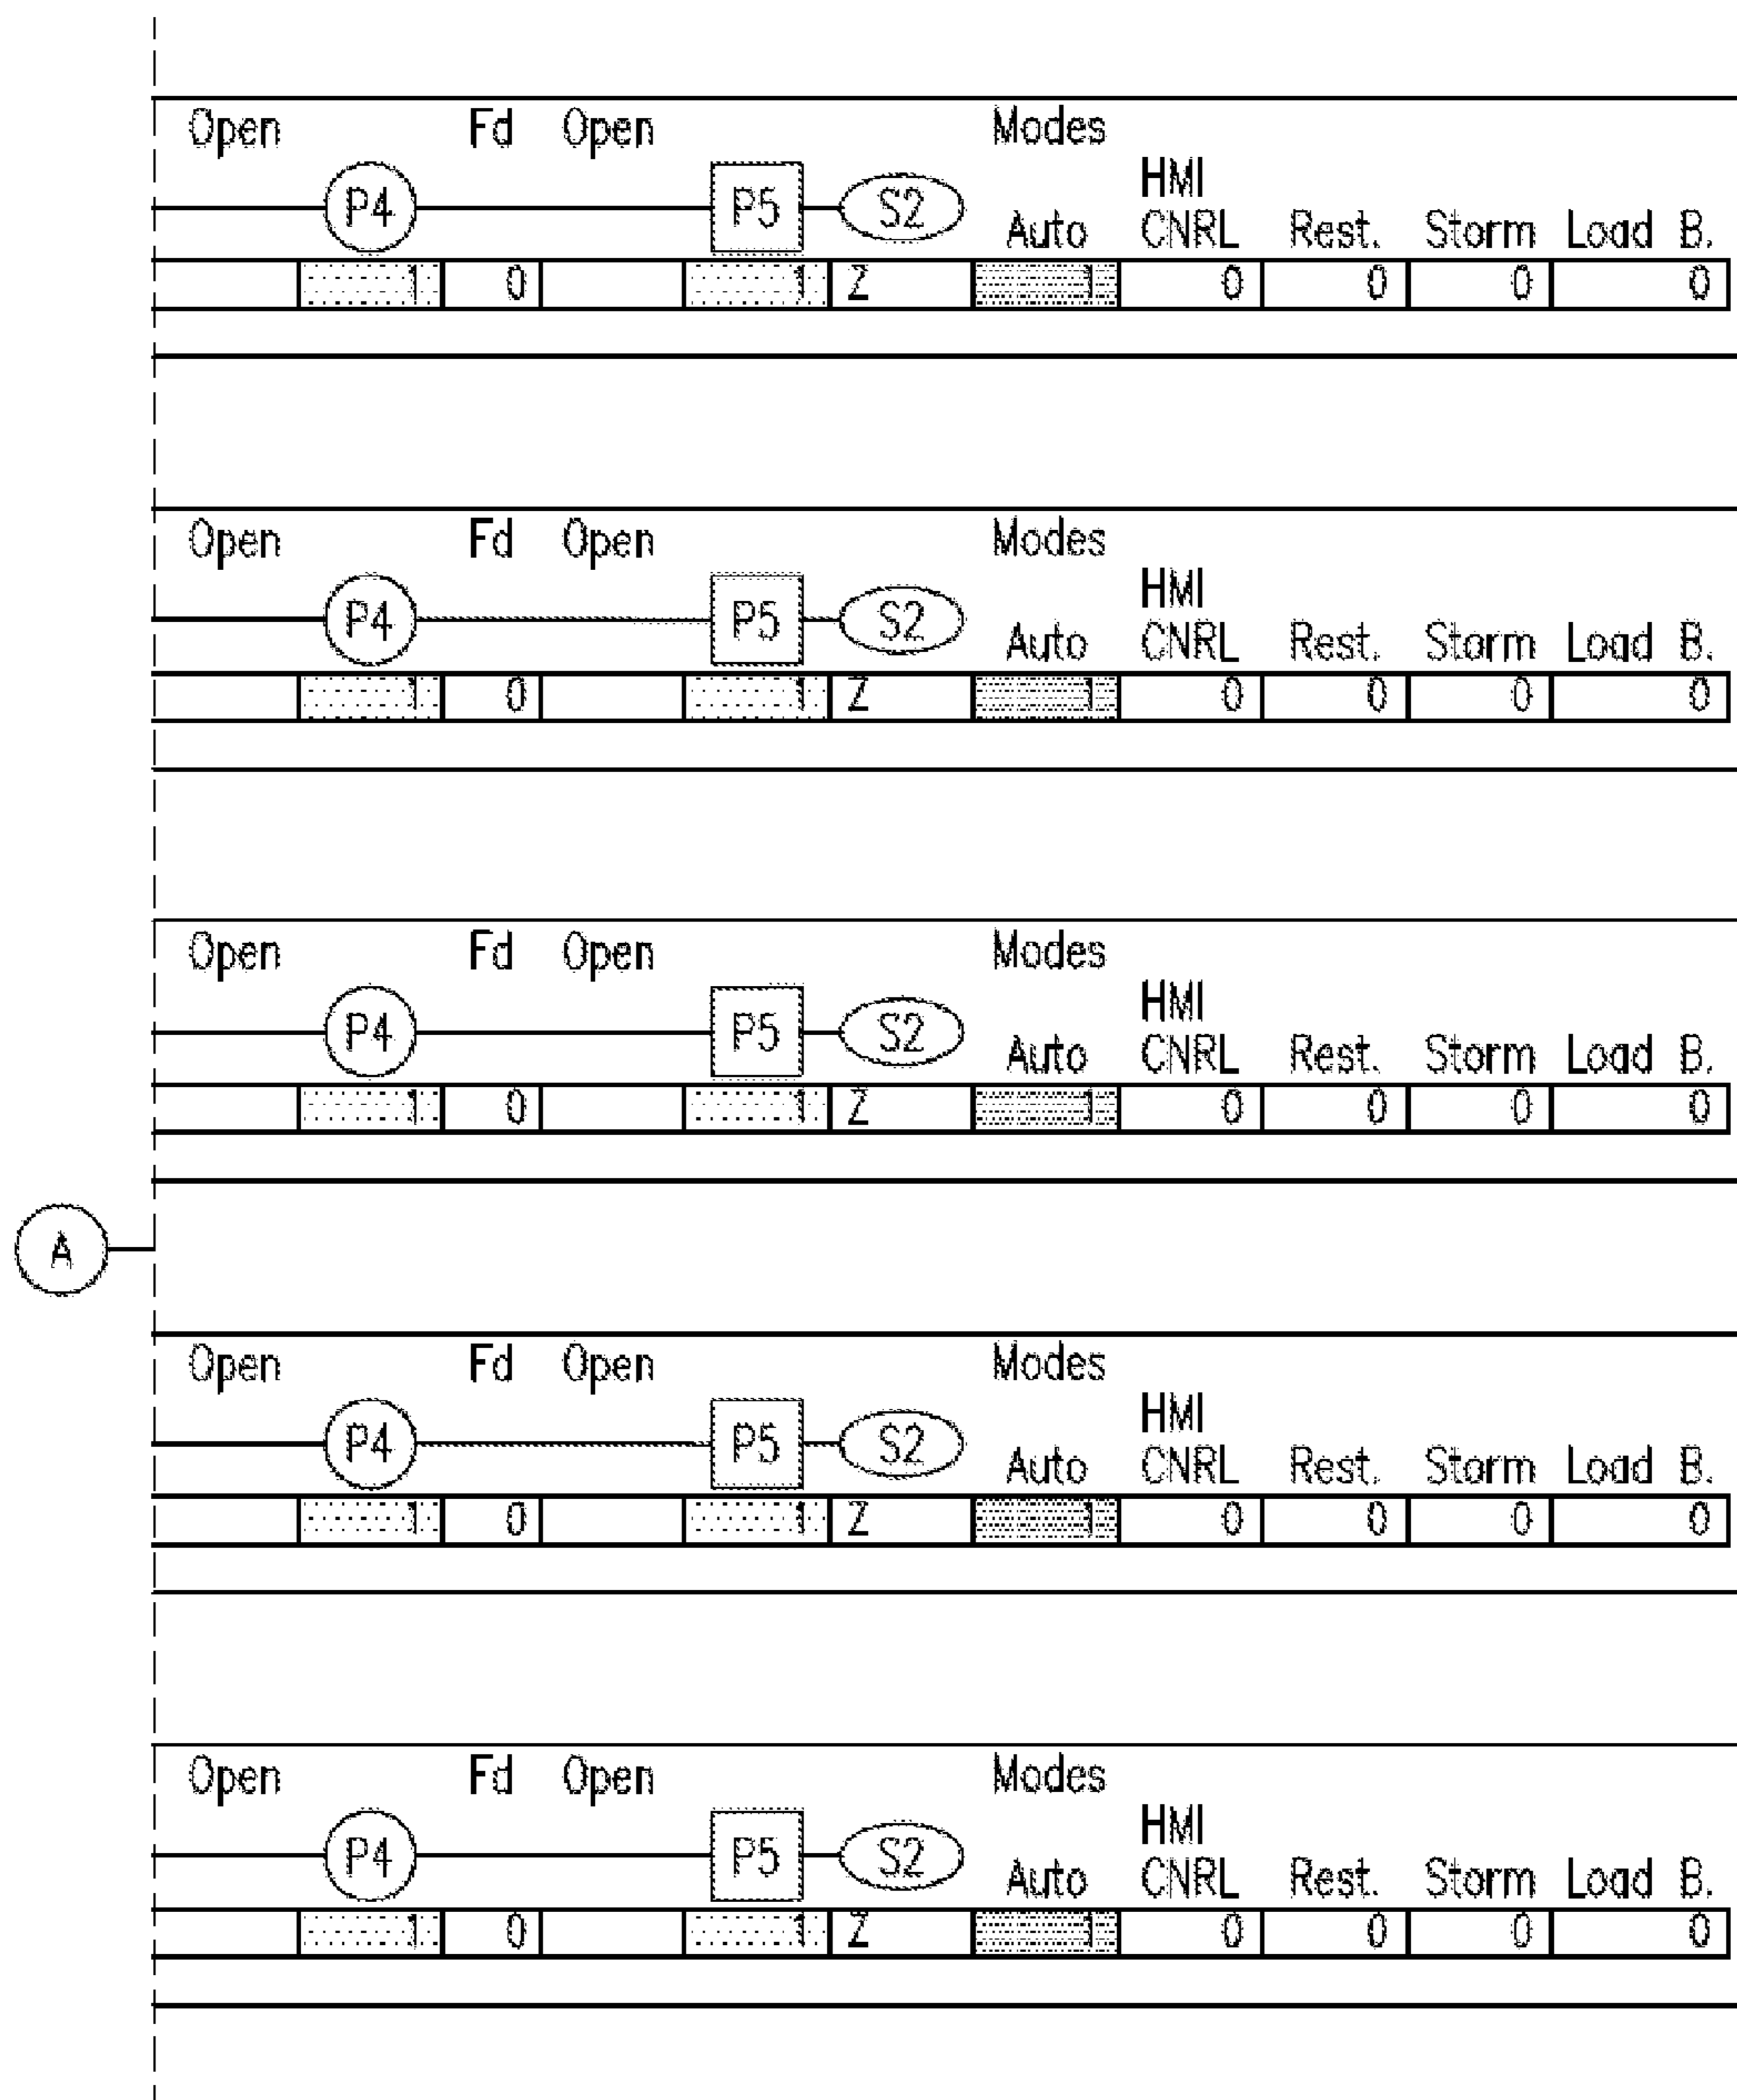 Open Fd Open Modes
HMI
P4 P5 S2
Auto CNRL Rest. Storm Load B.
1 0 1 Z 1 0 0 0 0
Open Fd Open Modes
HMI
P4 P5 S2
Auto CNRL Rest. Storm Load B.
1 0 1 Z 1 0 0 0 0
Open Fd Open Modes
HMI
P4 P5 S2
Auto CNRL Rest. Storm Load B.
1 0 1 Z 1 0 0 0 0
A
Open Fd Open Modes
HMI
P4 P5 S2
Auto CNRL Rest. Storm Load B.
1 0 1 Z 1 0 0 0 0
Open Fd Open Modes
HMI
P4 P5 S2
Auto CNRL Rest. Storm Load B.
1 0 1 Z 1 0 0 0 0